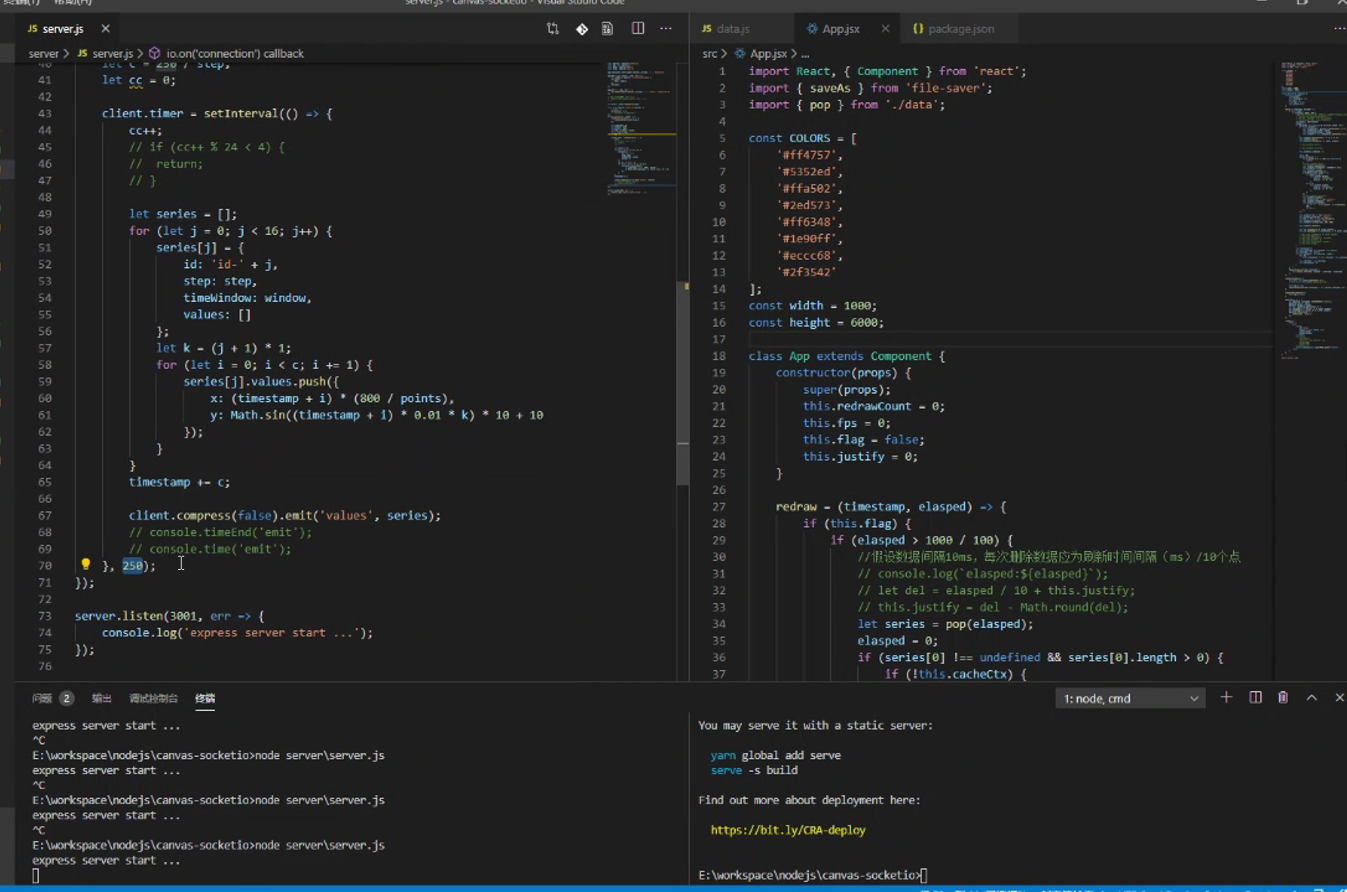 server.js - canvas-socketio - Visual Studio Code
JS server.js ×
server > JS server.js > io.on('connection') callback
40 let c = 250 / step;
41 let cc = 0;
42
43 client.timer = setInterval(() => {
44 cc++;
45 // if (cc++ % 24 < 4) {
46 // return;
47 // }
48
49 let series = [];
50 for (let j = 0; j < 16; j++) {
51 series[j] = {
52 id: 'id-' + j,
53 step: step,
54 timeWindow: window,
55 values: []
56 };
57 let k = (j + 1) * 1;
58 for (let i = 0; i < c; i += 1) {
59 series[j].values.push({
60 x: (timestamp + i) * (800 / points),
61 y: Math.sin((timestamp + i) * 0.01 * k) * 10 + 10
62 });
63 }
64 }
65 timestamp += c;
66
67 client.compress(false).emit('values', series);
68 // console.timeEnd('emit');
69 // console.time('emit');
70 }, 250);
71 });
72
73 server.listen(3001, err => {
74 console.log('express server start ...');
75 });
76
JS data.js
App.jsx ×
{} package.json
src > App.jsx > ...
1 import React, { Component } from 'react';
2 import { saveAs } from 'file-saver';
3 import { pop } from './data';
4
5 const COLORS = [
6 '#ff4757',
7 '#5352ed',
8 '#ffa502',
9 '#2ed573',
10 '#ff6348',
11 '#1e90ff',
12 '#eccc68',
13 '#2f3542'
14 ];
15 const width = 1000;
16 const height = 6000;
17
18 class App extends Component {
19 constructor(props) {
20 super(props);
21 this.redrawCount = 0;
22 this.fps = 0;
23 this.flag = false;
24 this.justify = 0;
25 }
26
27 redraw = (timestamp, elasped) => {
28 if (this.flag) {
29 if (elasped > 1000 / 100) {
30 //假设数据间隔10ms，每次删除数据应为刷新时间间隔（ms）/10个点
31 // console.log(`elasped:${elasped}`);
32 // let del = elasped / 10 + this.justify;
33 // this.justify = del - Math.round(del);
34 let series = pop(elasped);
35 elasped = 0;
36 if (series[0] !== undefined && series[0].length > 0) {
37 if (!this.cacheCtx) {
问题 2 输出 调试控制台 终端
1: node, cmd
express server start ...
^C
E:\workspace\nodejs\canvas-socketio>node server\server.js
express server start ...
^C
E:\workspace\nodejs\canvas-socketio>node server\server.js
express server start ...
^C
E:\workspace\nodejs\canvas-socketio>node server\server.js
express server start ...
You may serve it with a static server:
yarn global add serve
serve -s build
Find out more about deployment here:
https://bit.ly/CRA-deploy
E:\workspace\nodejs\canvas-socketio>